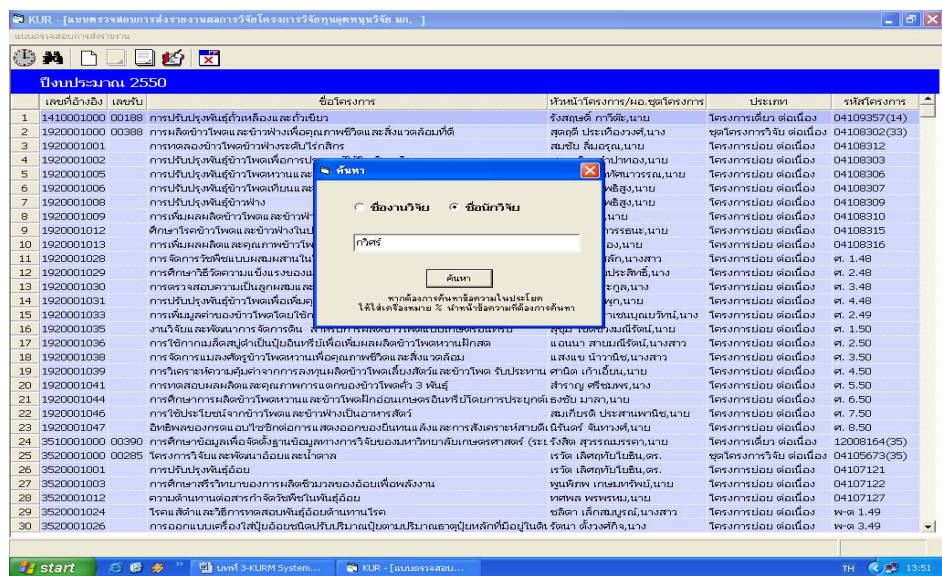 KUR - [แบบตรวจสอบการส่งรายงานผลการวิจัยโครงการวิจัยทุนอุดหนุนวิจัย มก. ]
แบบตรวจสอบการส่งรายงาน
ปีงบประมาณ 2550
เลขที่อ้างอิง เลขรับ ชื่อโครงการ หัวหน้าโครงการ/ผอ.ชุดโครงการ ประเภท รหัสโครงการ
1 1410001000 00188 การปรับปรุงพันธุ์ถั่วเหลืองและถั่วเขียว รังสฤษดิ์ กาวีต๊ะ,นาย โครงการเดี่ยว ต่อเนื่อง 04109357(14)
2 1920001000 00388 การผลิตข้าวโพดและข้าวฟ่างเพื่อคุณภาพชีวิตและสิ่งแวดล้อมที่ดี สุดฤดี ประเทืองวงศ์,นาง ชุดโครงการวิจัย ต่อเนื่อง 04108302(33)
3 1920001001 การทดลองข้าวโพดข้าวฟ่างระดับไร่กสิกร สมชัย ลิ่มอรุณ,นาย โครงการย่อย ต่อเนื่อง 04108312
4 1920001002 การปรับปรุงพันธุ์ข้าวโพดเพื่อการป โครงการย่อย ต่อเนื่อง 04108303
5 1920001005 การปรับปรุงพันธุ์ข้าวโพดหวานและ ทัศนาวรรณ,นาย โครงการย่อย ต่อเนื่อง 04108306
6 1920001006 การปรับปรุงพันธุ์ข้าวโพดเทียนและ พธิสูง,นาย โครงการย่อย ต่อเนื่อง 04108307
7 1920001008 การปรับปรุงพันธุ์ข้าวฟ่าง พธิสูง,นาย โครงการย่อย ต่อเนื่อง 04108309
8 1920001009 การเพิ่มผลผลิตข้าวโพดและข้าวฟ่า ,นาย โครงการย่อย ต่อเนื่อง 04108310
9 1920001012 ศึกษาโรคข้าวโพดและข้าวฟ่างในป วรรธนะ,นาย โครงการย่อย ต่อเนื่อง 04108315
10 1920001013 การเพิ่มผลผลิตและคุณภาพข้าวโพ อง,นาย โครงการย่อย ต่อเนื่อง 04108316
11 1920001028 การจัดการวัชพืชแบบผสมผสานใน ลัก,นางสาว โครงการย่อย ต่อเนื่อง ศ. 1.48
12 1920001029 การศึกษาวิธีวัดความแข็งแรงของเม ประสิทธิ์,นาง โครงการย่อย ต่อเนื่อง ศ. 2.48
13 1920001030 การตรวจสอบความเป็นลูกผสมและ ะกูล,นาง โครงการย่อย ต่อเนื่อง ศ. 3.48
14 1920001031 การปรับปรุงพันธุ์ข้าวโพดเพื่อเพิ่มคุ พุก,นาย โครงการย่อย ต่อเนื่อง ศ. 4.48
15 1920001033 การเพิ่มมูลค่าของข้าวโพดโดยใช้ก โครงการย่อย ต่อเนื่อง ศ. 2.49
16 1920001035 งานวิจัยและพัฒนาการจัดการดิน สำหรับการผลิตข้าวโพดแบบเกษตรอินทรีย์ โครงการย่อย ต่อเนื่อง ศ. 1.50
17 1920001036 การใช้กากเมล็ดสบู่ดำเป็นปุ๋ยอินทรีย์เพื่อเพิ่มผลผลิตข้าวโพดหวานฝักสด แอนนา สายมณีรัตน์,นางสาว โครงการย่อย ต่อเนื่อง ศ. 2.50
18 1920001038 การจัดการแมลงศัตรูข้าวโพดหวานเพื่อคุณภาพชีวิตและสิ่งแวดล้อม แสงแข น้าวานิช,นางสาว โครงการย่อย ต่อเนื่อง ศ. 3.50
19 1920001039 การวิเคราะห์ความคุ้มค่าจากการลงทุนผลิตข้าวโพดเลี้ยงสัตว์และข้าวโพด รับประทาน ศานิต เก้าเอี้ยน,นาย โครงการย่อย ต่อเนื่อง ศ. 4.50
20 1920001041 การทดสอบผลผลิตและคุณภาพการแตกของข้าวโพดคั่ว 3 พันธุ์ สำราญ ศรีชมพร,นาง โครงการย่อย ต่อเนื่อง ศ. 5.50
21 1920001044 การศึกษาการผลิตข้าวโพดหวานและข้าวโพดฝักอ่อนเกษตรอินทรีย์โดยการประยุกต์ ธงชัย มาลา,นาย โครงการย่อย ต่อเนื่อง ศ. 6.50
22 1920001046 การใช้ประโยชน์จากข้าวโพดและข้าวฟ่างเป็นอาหารสัตว์ สมเกียรติ ประสานพานิช,นาย โครงการย่อย ต่อเนื่อง ศ. 7.50
23 1920001047 อิทธิพลของกรดแอบไซซิกต่อการแสดงออกของยีนทนแล้งและการสังเคราะห์สาย นิรันดร์ จันทวงศ์,นาย โครงการย่อย ต่อเนื่อง ศ. 8.50
24 3510001000 00390 การศึกษาข้อมูลเพื่อจัดตั้งฐานข้อมูลทางการวิจัยของมหาวิทยาลัยเกษตรศาสตร์ (ระ รังสิต สุวรรณมรรคา,นาย โครงการเดี่ยว ต่อเนื่อง 12008164(35)
25 3520001000 00285 โครงการวิจัยและพัฒนาอ้อยและน้ำตาล เรวัต เลิศฤทัยโยธิน,ดร. ชุดโครงการวิจัย ต่อเนื่อง 04105673(35)
26 3520001001 การปรับปรุงพันธุ์อ้อย เรวัต เลิศฤทัยโยธิน,ดร. โครงการย่อย ต่อเนื่อง 04107121
27 3520001003 การศึกษาสรีรวิทยาของการผลิตชีวมวลของอ้อยเพื่อพลังงาน พูนพิภพ เกษมทรัพย์,นาย โครงการย่อย ต่อเนื่อง 04107122
28 3520001012 ความต้านทานต่อสารกำจัดวัชพืชในพันธุ์อ้อย ทศพล พรพรหม,นาย โครงการย่อย ต่อเนื่อง 04107127
29 3520001024 โรคแส้ดำและวิธีการทดสอบพันธุ์อ้อยต้านทานโรค ชลิดา เล็กสมบูรณ์,นางสาว โครงการย่อย ต่อเนื่อง พ-ต 1.49
30 3520001026 การออกแบบเครื่องใส่ปุ๋ยอ้อยชนิดปรับปริมาณปุ๋ยตามปริมาณธาตุปุ๋ยหลักที่มีอยู่ในดิน รัตนา ตั้งวงศ์กิจ,นาง โครงการย่อย ต่อเนื่อง พ-ต 3.49
ค้นหา
ชื่องานวิจัย ชื่อนักวิจัย
กวิศร์
ค้นหา
หากต้องการค้นหาข้อความในประโยค
ให้ใส่เครื่องหมาย % นำหน้าข้อความที่ต้องการค้นหา
start บทที่ 3-KURM System... KUR - [แบบตรวจสอบ... TH 13:51